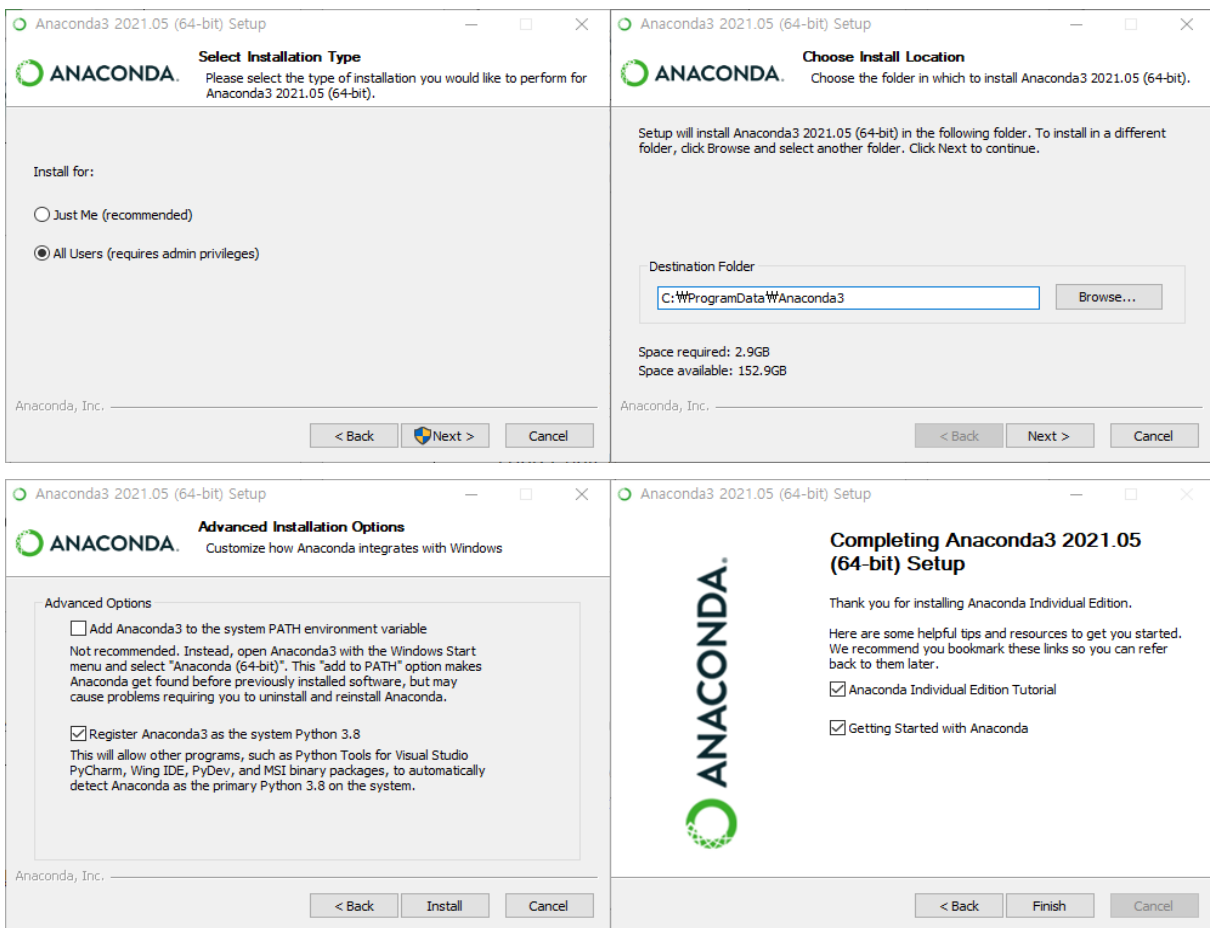 Anaconda3 2021.05 (64-bit) Setup
ANACONDA.
Select Installation Type
Please select the type of installation you would like to perform for
Anaconda3 2021.05 (64-bit).
Install for:
Just Me (recommended)
All Users (requires admin privileges)
Anaconda, Inc.
< Back
Next >
Cancel
Anaconda3 2021.05 (64-bit) Setup
ANACONDA.
Choose Install Location
Choose the folder in which to install Anaconda3 2021.05 (64-bit).
Setup will install Anaconda3 2021.05 (64-bit) in the following folder. To install in a different
folder, click Browse and select another folder. Click Next to continue.
Destination Folder
C:₩ProgramData₩Anaconda3
Browse...
Space required: 2.9GB
Space available: 152.9GB
Anaconda, Inc.
< Back
Next >
Cancel
Anaconda3 2021.05 (64-bit) Setup
ANACONDA.
Advanced Installation Options
Customize how Anaconda integrates with Windows
Advanced Options
Add Anaconda3 to the system PATH environment variable
Not recommended. Instead, open Anaconda3 with the Windows Start
menu and select "Anaconda (64-bit)". This "add to PATH" option makes
Anaconda get found before previously installed software, but may
cause problems requiring you to uninstall and reinstall Anaconda.
Register Anaconda3 as the system Python 3.8
This will allow other programs, such as Python Tools for Visual Studio
PyCharm, Wing IDE, PyDev, and MSI binary packages, to automatically
detect Anaconda as the primary Python 3.8 on the system.
Anaconda, Inc.
< Back
Install
Cancel
Anaconda3 2021.05 (64-bit) Setup
ANACONDA.
Completing Anaconda3 2021.05
(64-bit) Setup
Thank you for installing Anaconda Individual Edition.
Here are some helpful tips and resources to get you started.
We recommend you bookmark these links so you can refer
back to them later.
Anaconda Individual Edition Tutorial
Getting Started with Anaconda
< Back
Finish
Cancel